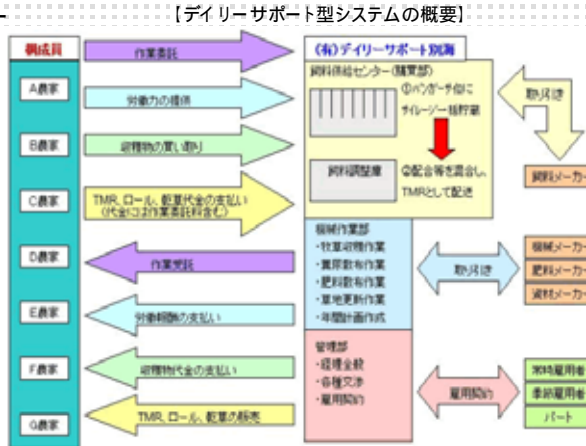 【デイリーサポート型システムの概要】
構成員
A農家
B農家
C農家
D農家
E農家
F農家
G農家
作業委託
労働力の提供
収穫物の買い取り
TMR、ロール、乾草代金の支払い
(代金には作業委託料含む)
作業受託
労働報酬の支払い
収穫物代金の支払い
TMR、ロール、乾草の販売
(有)デイリーサポート別海
飼料供給センター(購買部)
①バンガーサイロに
サイレージ一括貯蔵
飼料調整庫
②配合等を混合し、
TMRとして配送
機械作業部
・牧草収穫作業
・糞尿散布作業
・肥料散布作業
・草地更新作業
・年間計画作成
管理部
・経理全般
・各種交渉
・雇用契約
取り引き
飼料メーカー
取り引き
機械メーカー
肥料メーカー
資材メーカー
雇用契約
常時雇用者
季節雇用者
パート